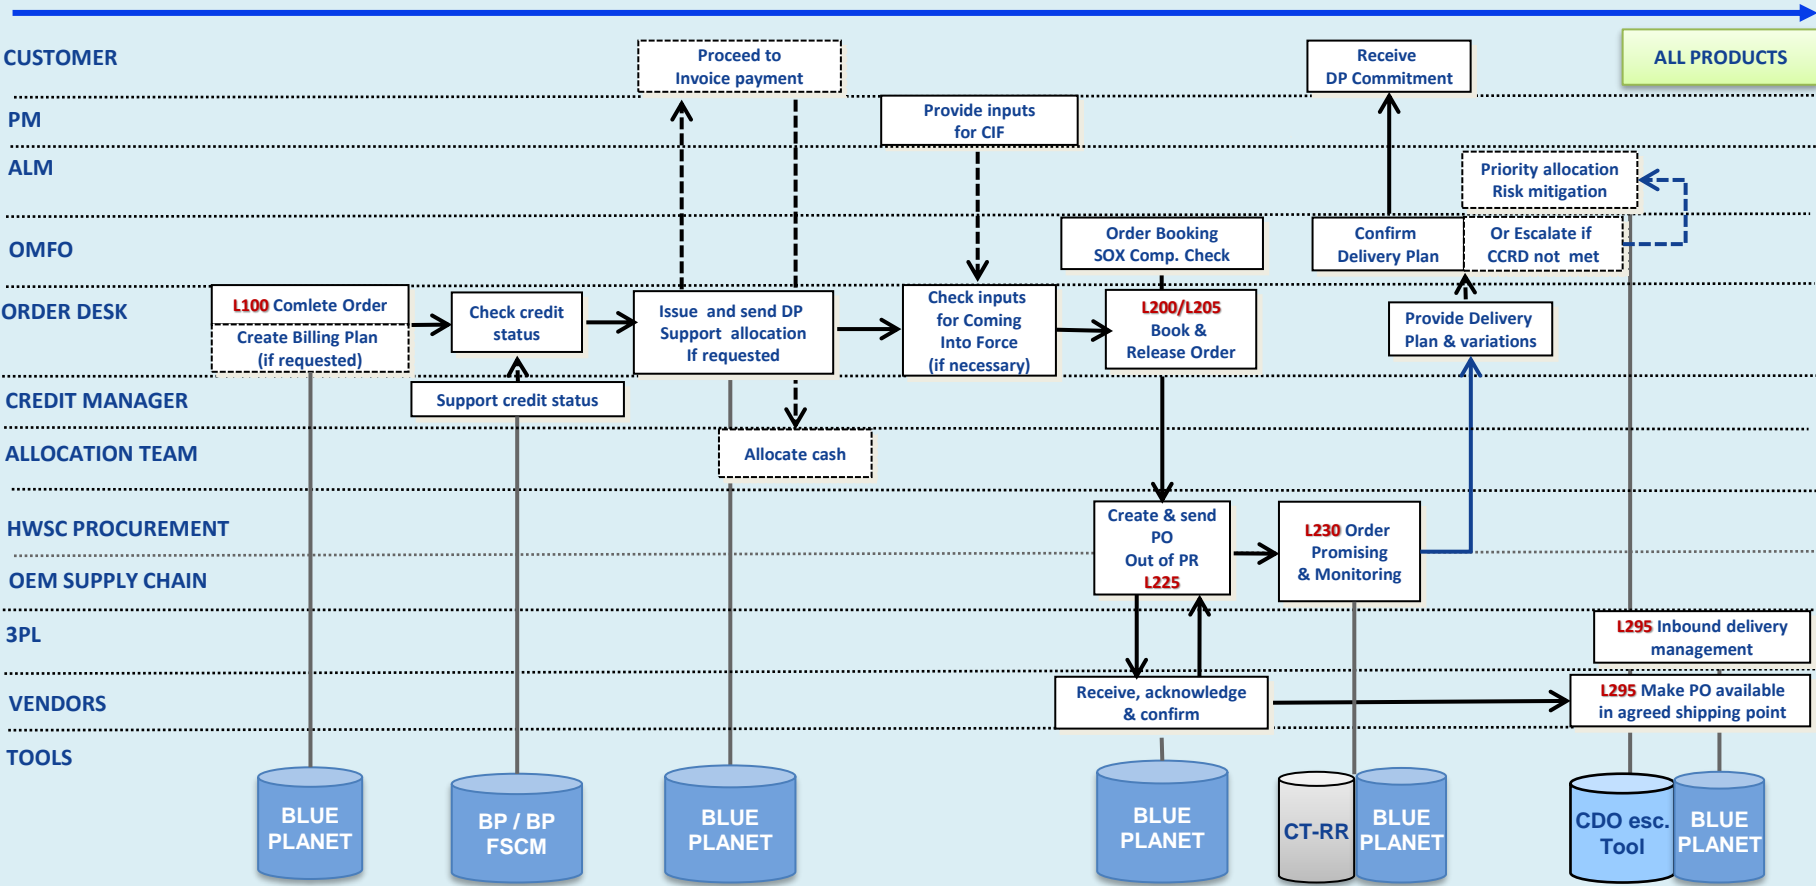 CUSTOMER
Proceed to
Invoice payment
Receive
DP Commitment
ALL PRODUCTS
PM
Provide inputs
for CIF
ALM
Priority allocation
Risk mitigation
OMFO
Order Booking
SOX Comp. Check
Confirm
Delivery Plan
Or Escalate if
CCRD not met
ORDER DESK
L100 Comlete Order
Create Billing Plan
(if requested)
Check credit
status
Issue and send DP
Support allocation
If requested
Check inputs
for Coming
Into Force
(if necessary)
L200/L205
Book &
Release Order
Provide Delivery
Plan & variations
CREDIT MANAGER
Support credit status
ALLOCATION TEAM
Allocate cash
HWSC PROCUREMENT
Create & send
PO
Out of PR
L225
L230 Order
Promising
& Monitoring
OEM SUPPLY CHAIN
3PL
L295 Inbound delivery
management
VENDORS
Receive, acknowledge
& confirm
L295 Make PO available
in agreed shipping point
TOOLS
BLUE
PLANET
BP / BP
FSCM
BLUE
PLANET
BLUE
PLANET
CT-RR
BLUE
PLANET
CDO esc.
Tool
BLUE
PLANET